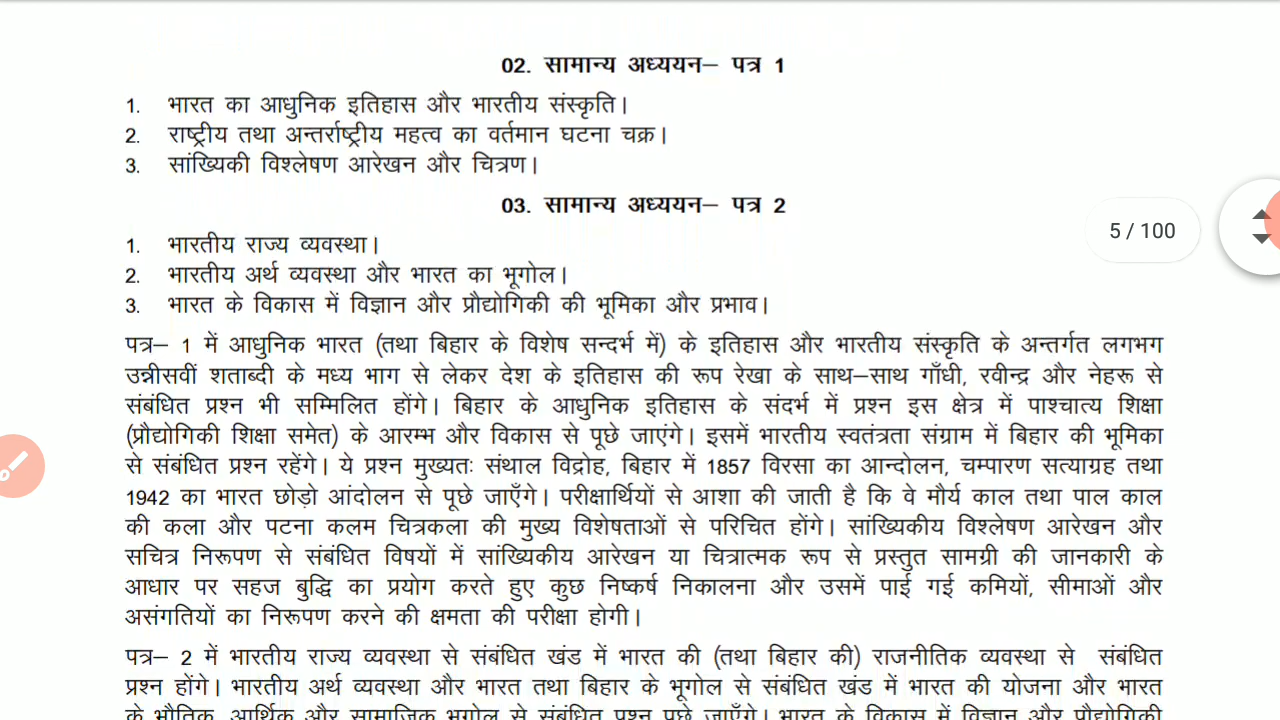 02. सामान्य अध्ययन– पत्र 1
1. भारत का आधुनिक इतिहास और भारतीय संस्कृति।
2. राष्ट्रीय तथा अन्तर्राष्ट्रीय महत्व का वर्तमान घटना चक्र।
3. सांख्यिकी विश्लेषण आरेखन और चित्रण।
03. सामान्य अध्ययन– पत्र 2
5 / 100
1. भारतीय राज्य व्यवस्था।
2. भारतीय अर्थ व्यवस्था और भारत का भूगोल।
3. भारत के विकास में विज्ञान और प्रौद्योगिकी की भूमिका और प्रभाव।
पत्र– 1 में आधुनिक भारत (तथा बिहार के विशेष सन्दर्भ में) के इतिहास और भारतीय संस्कृति के अन्तर्गत लगभग
उन्नीसवीं शताब्दी के मध्य भाग से लेकर देश के इतिहास की रूप रेखा के साथ–साथ गाँधी, रवीन्द्र और नेहरू से
संबंधित प्रश्न भी सम्मिलित होंगे। बिहार के आधुनिक इतिहास के संदर्भ में प्रश्न इस क्षेत्र में पाश्चात्य शिक्षा
(प्रौद्योगिकी शिक्षा समेत) के आरम्भ और विकास से पूछे जाएंगे। इसमें भारतीय स्वतंत्रता संग्राम में बिहार की भूमिका
से संबंधित प्रश्न रहेंगे। ये प्रश्न मुख्यतः संथाल विद्रोह, बिहार में 1857 विरसा का आन्दोलन, चम्पारण सत्याग्रह तथा
1942 का भारत छोड़ो आंदोलन से पूछे जाएँगे। परीक्षार्थियों से आशा की जाती है कि वे मौर्य काल तथा पाल काल
की कला और पटना कलम चित्रकला की मुख्य विशेषताओं से परिचित होंगे। सांख्यिकीय विश्लेषण आरेखन और
सचित्र निरूपण से संबंधित विषयों में सांख्यिकीय आरेखन या चित्रात्मक रूप से प्रस्तुत सामग्री की जानकारी के
आधार पर सहज बुद्धि का प्रयोग करते हुए कुछ निष्कर्ष निकालना और उसमें पाई गई कमियों, सीमाओं और
असंगतियों का निरूपण करने की क्षमता की परीक्षा होगी।
पत्र– 2 में भारतीय राज्य व्यवस्था से संबंधित खंड में भारत की (तथा बिहार की) राजनीतिक व्यवस्था से संबंधित
प्रश्न होंगे। भारतीय अर्थ व्यवस्था और भारत तथा बिहार के भूगोल से संबंधित खंड में भारत की योजना और भारत
के भौतिक, आर्थिक और सामाजिक भूगोल से संबंधित प्रश्न पूछे जाएँगे। भारत के विकास में विज्ञान और प्रौद्योगिकी